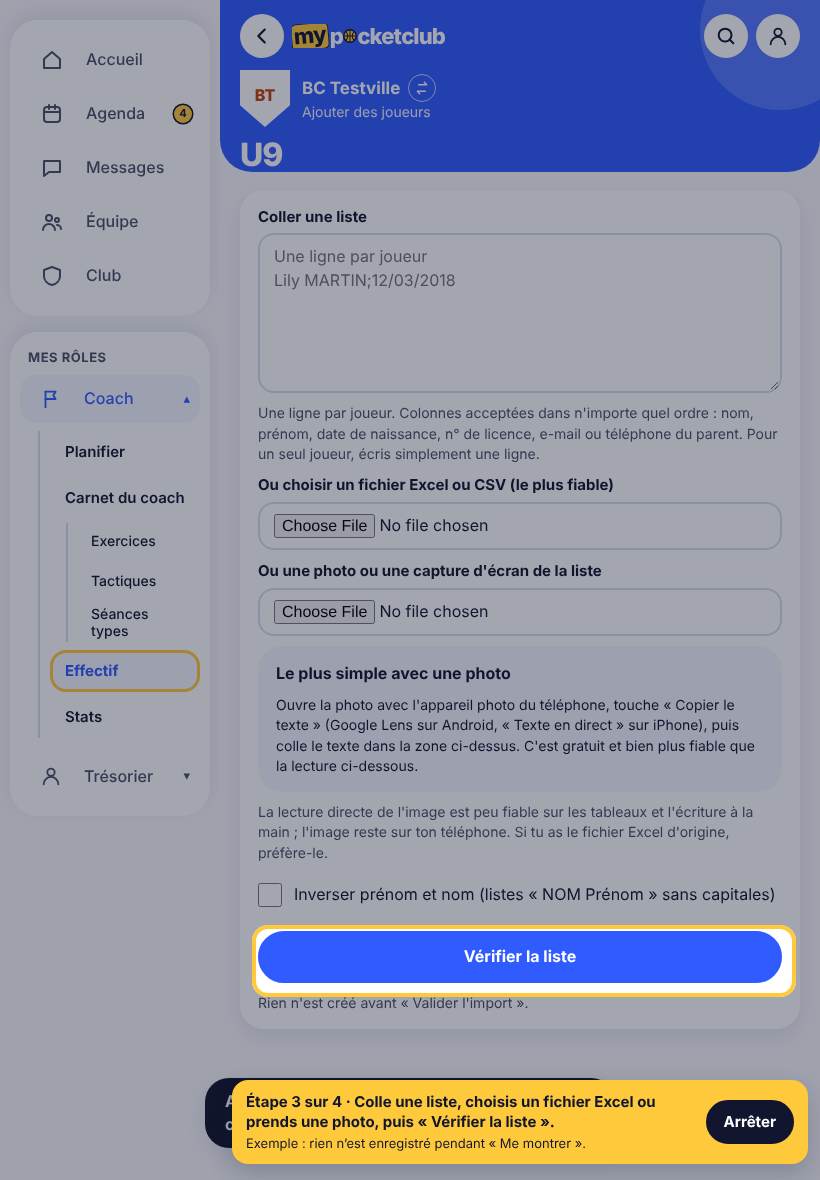 Accueil
Agenda 4
Messages
Équipe
Club
MES RÔLES
Coach ▲
Planifier
Carnet du coach
Exercices
Tactiques
Séances
types
Effectif
Stats
Trésorier ▼
mypocketclub
BT
BC Testville
Ajouter des joueurs
U9
Coller une liste
Une ligne par joueur
Lily MARTIN;12/03/2018
Une ligne par joueur. Colonnes acceptées dans n'importe quel ordre : nom,
prénom, date de naissance, n° de licence, e-mail ou téléphone du parent. Pour
un seul joueur, écris simplement une ligne.
Ou choisir un fichier Excel ou CSV (le plus fiable)
Choose File No file chosen
Ou une photo ou une capture d'écran de la liste
Choose File No file chosen
Le plus simple avec une photo
Ouvre la photo avec l'appareil photo du téléphone, touche « Copier le
texte » (Google Lens sur Android, « Texte en direct » sur iPhone), puis
colle le texte dans la zone ci-dessus. C'est gratuit et bien plus fiable que
la lecture ci-dessous.
La lecture directe de l'image est peu fiable sur les tableaux et l'écriture à la
main ; l'image reste sur ton téléphone. Si tu as le fichier Excel d'origine,
préfère-le.
Inverser prénom et nom (listes « NOM Prénom » sans capitales)
Vérifier la liste
Rien n'est créé avant « Valider l'import ».
Étape 3 sur 4 · Colle une liste, choisis un fichier Excel ou
prends une photo, puis « Vérifier la liste ».
Exemple : rien n’est enregistré pendant « Me montrer ».
Arrêter